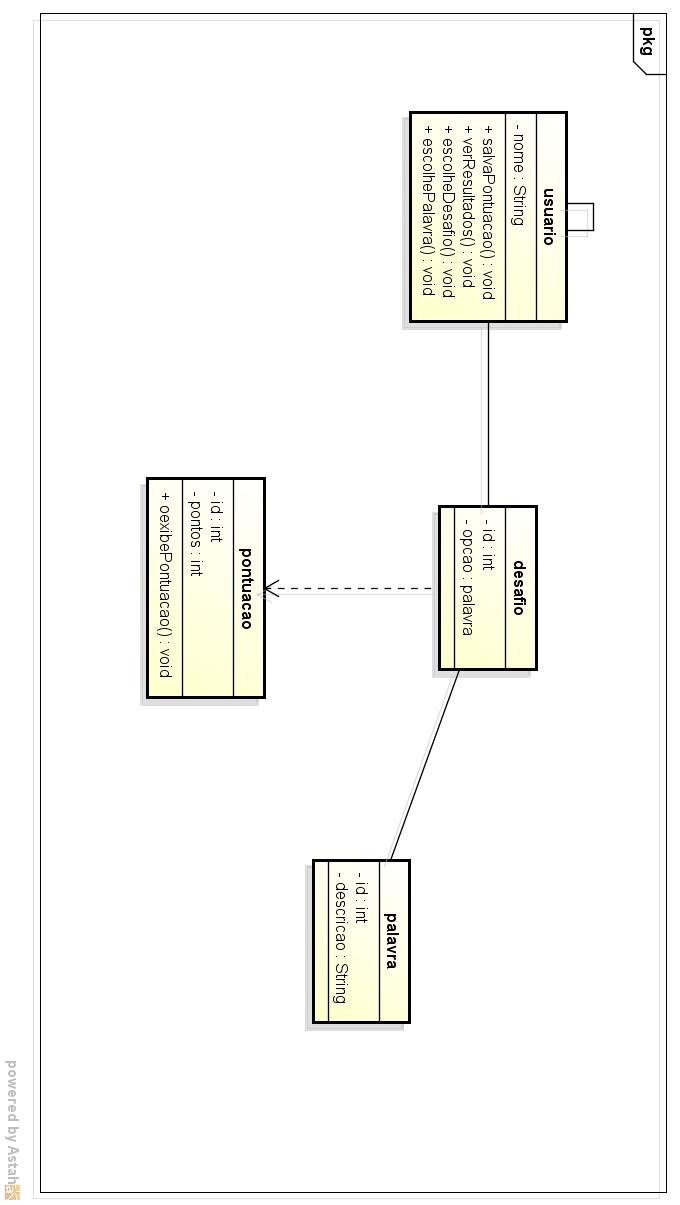 pkg
usuario
- nome : String
+ salvaPontuacao() : void
+ verResultados() : void
+ escolheDesafio() : void
+ escolhePalavra() : void
desafio
- id : int
- opcao : palavra
pontuacao
- id : int
- pontos : int
+ oexibePontuacao() : void
palavra
- id : int
- descricao : String
powered by Astah